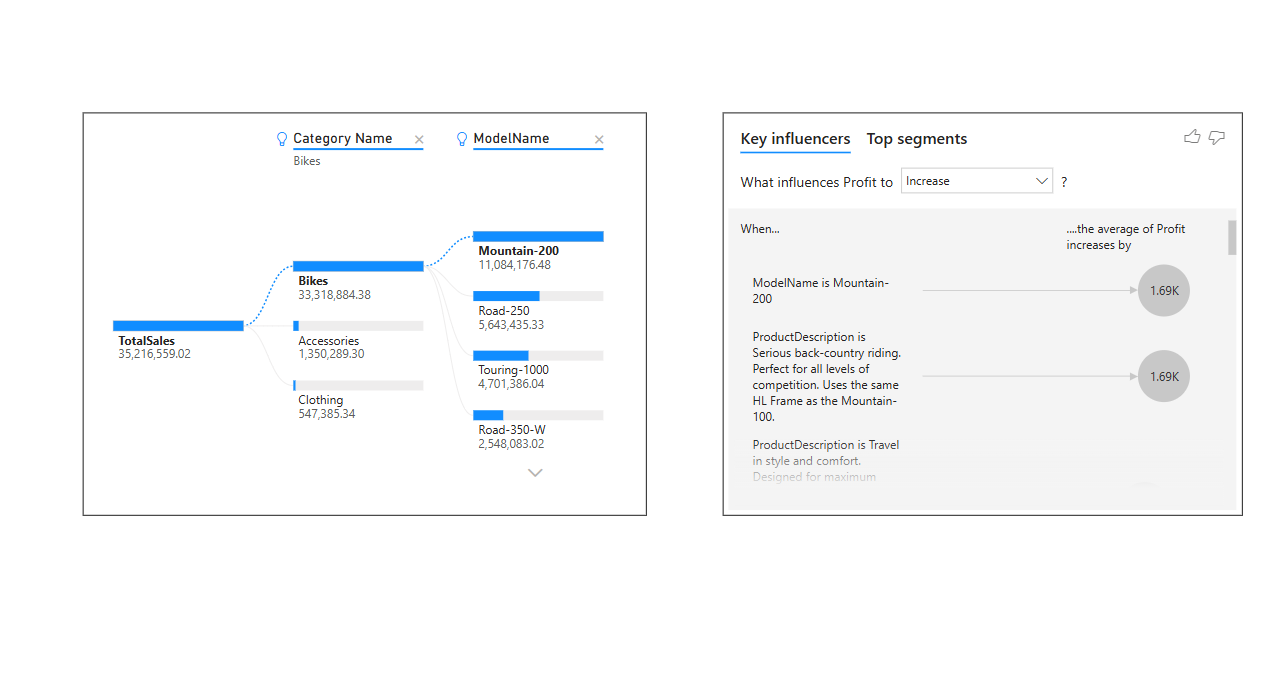 Category Name
ModelName
Bikes
TotalSales
35,216,559.02
Bikes
33,318,884.38
Accessories
1,350,289.30
Clothing
547,385.34
Mountain-200
11,084,176.48
Road-250
5,643,435.33
Touring-1000
4,701,386.04
Road-350-W
2,548,083.02
Key influencers
Top segments
What influences Profit to
Increase
?
When...
....the average of Profit
increases by
ModelName is Mountain-
200
1.69K
ProductDescription is
Serious back-country riding.
Perfect for all levels of
competition. Uses the same
HL Frame as the Mountain-
100.
1.69K
ProductDescription is Travel
in style and comfort.
Designed for maximum